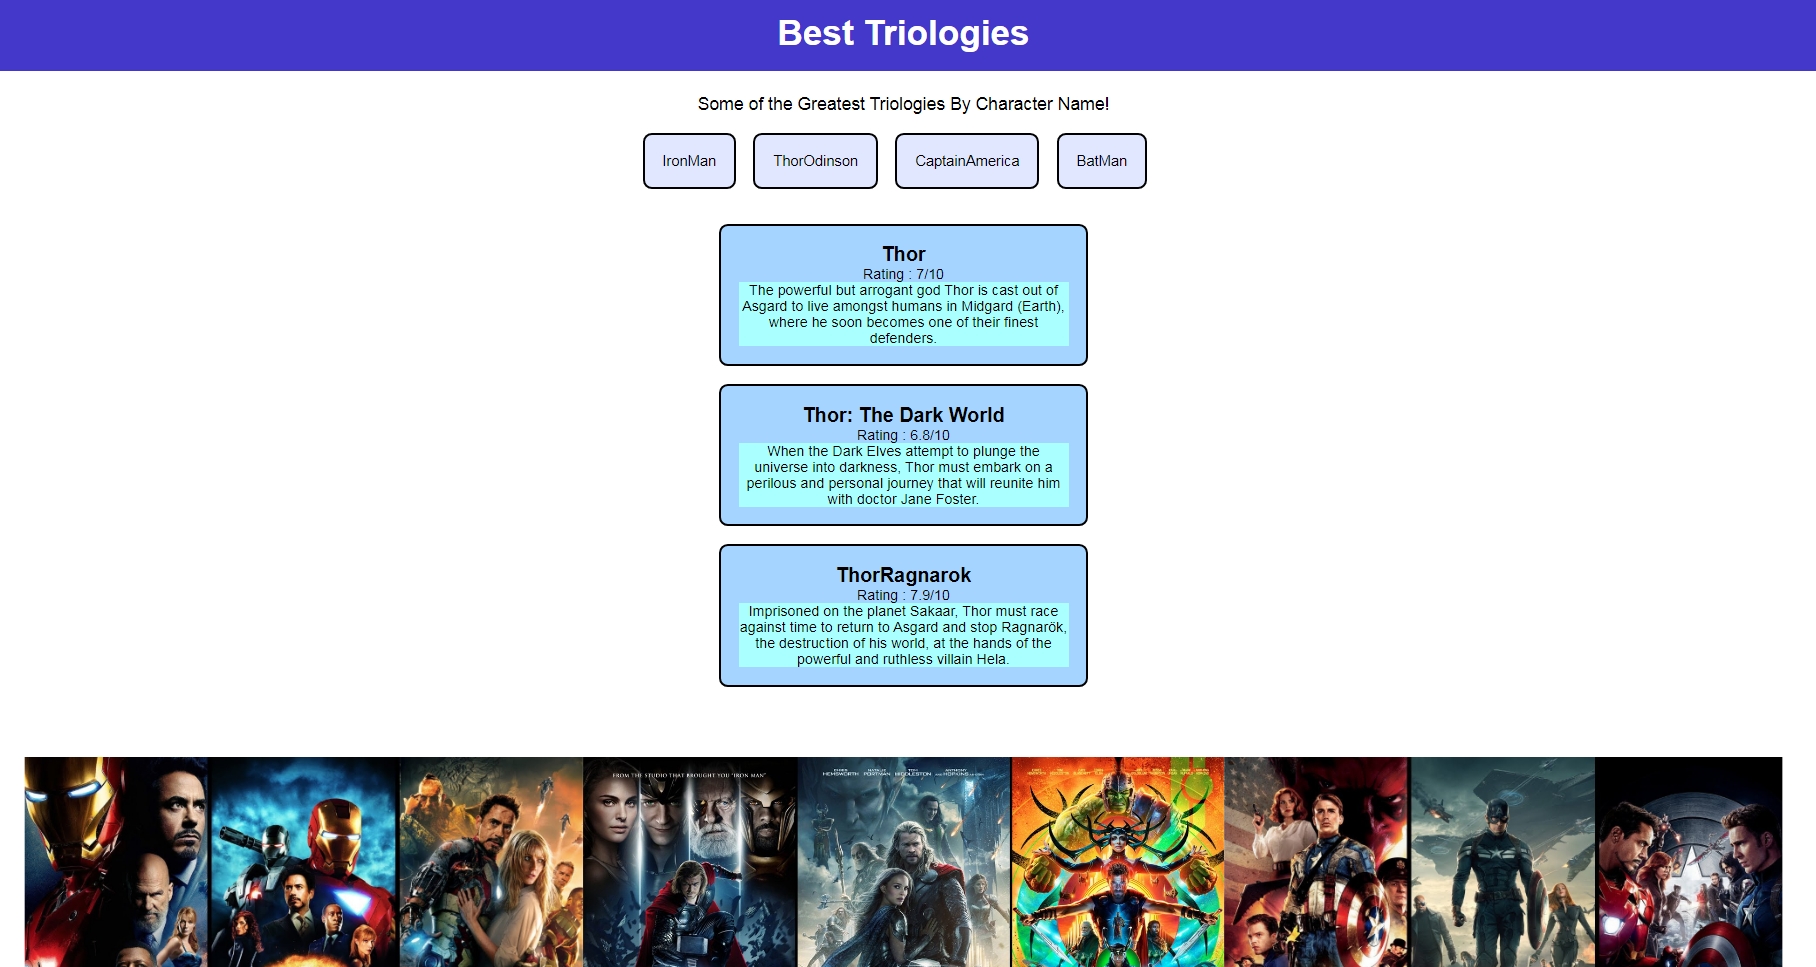 Best Triologies
Some of the Greatest Triologies By Character Name!
IronMan
ThorOdinson
CaptainAmerica
BatMan
Thor
Rating : 7/10
The powerful but arrogant god Thor is cast out of
Asgard to live amongst humans in Midgard (Earth),
where he soon becomes one of their finest
defenders.
Thor: The Dark World
Rating : 6.8/10
When the Dark Elves attempt to plunge the
universe into darkness, Thor must embark on a
perilous and personal journey that will reunite him
with doctor Jane Foster.
ThorRagnarok
Rating : 7.9/10
Imprisoned on the planet Sakaar, Thor must race
against time to return to Asgard and stop Ragnarök,
the destruction of his world, at the hands of the
powerful and ruthless villain Hela.
FROM THE STUDIO THAT BROUGHT YOU "IRON MAN"
HEMSWORTH PORTMAN HIDDLESTON HOPKINS